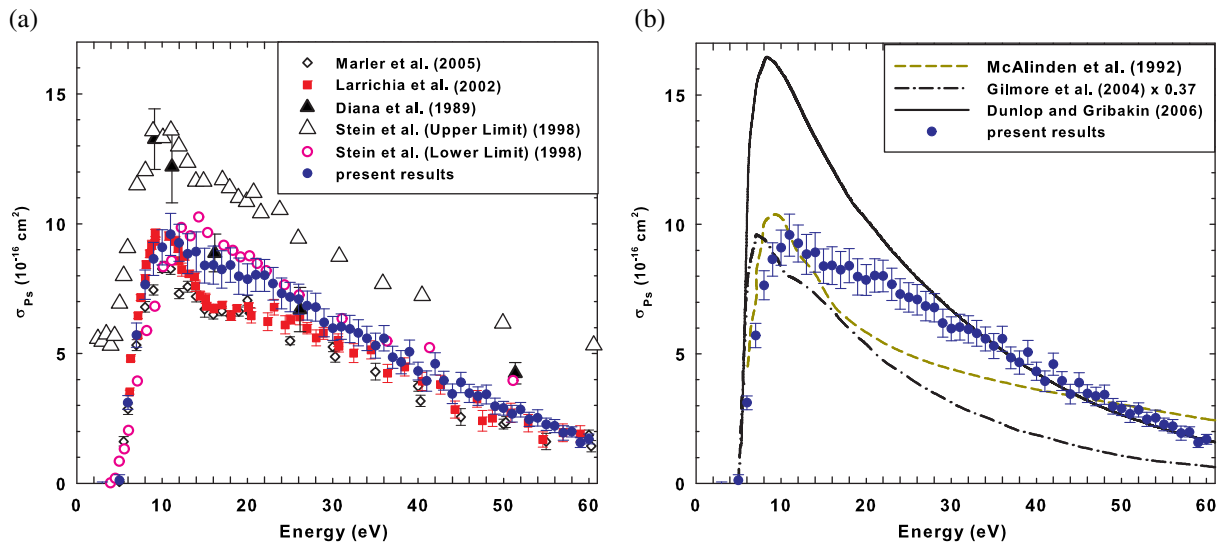 (a)
15
10
5
0
σPs (10-16 cm2)
0 10 20 30 40 50 60
Energy (eV)
Marler et al. (2005)
Larrichia et al. (2002)
Diana et al. (1989)
Stein et al. (Upper Limit) (1998)
Stein et al. (Lower Limit) (1998)
present results
(b)
15
10
5
0
σPs (10-16 cm2)
0 10 20 30 40 50 60
Energy (eV)
McAlinden et al. (1992)
Gilmore et al. (2004) x 0.37
Dunlop and Gribakin (2006)
present results